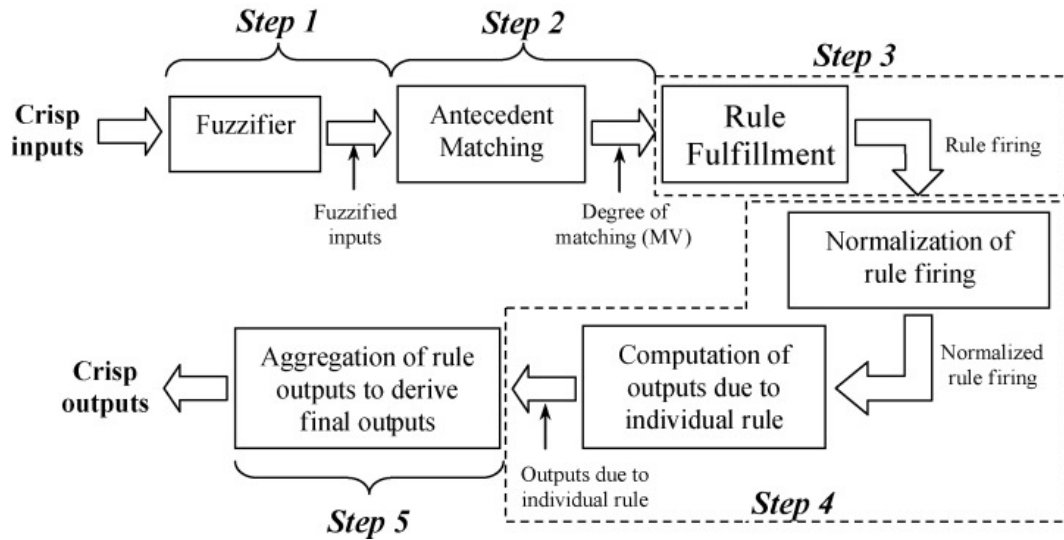 Step 1
Step 2
Step 3
Crisp
inputs
Fuzzifier
Antecedent
Matching
Rule
Fulfillment
Rule firing
Fuzzified
inputs
Degree of
matching (MV)
Normalization of
rule firing
Normalized
rule firing
Computation of
outputs due to
individual rule
Aggregation of rule
outputs to derive
final outputs
Crisp
outputs
Outputs due to
individual rule
Step 4
Step 5